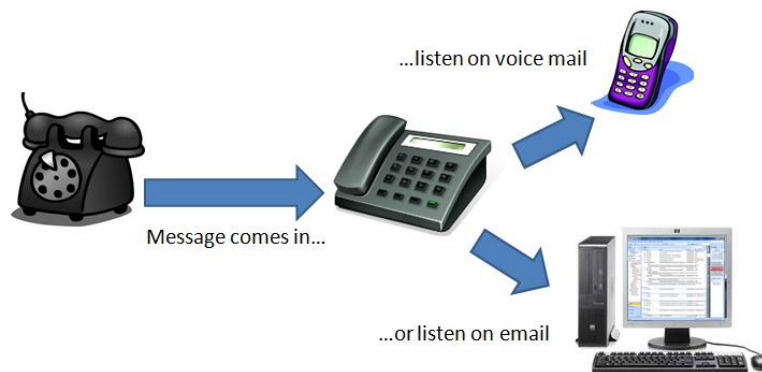 ...listen on voice mail
Message comes in...
...or listen on email